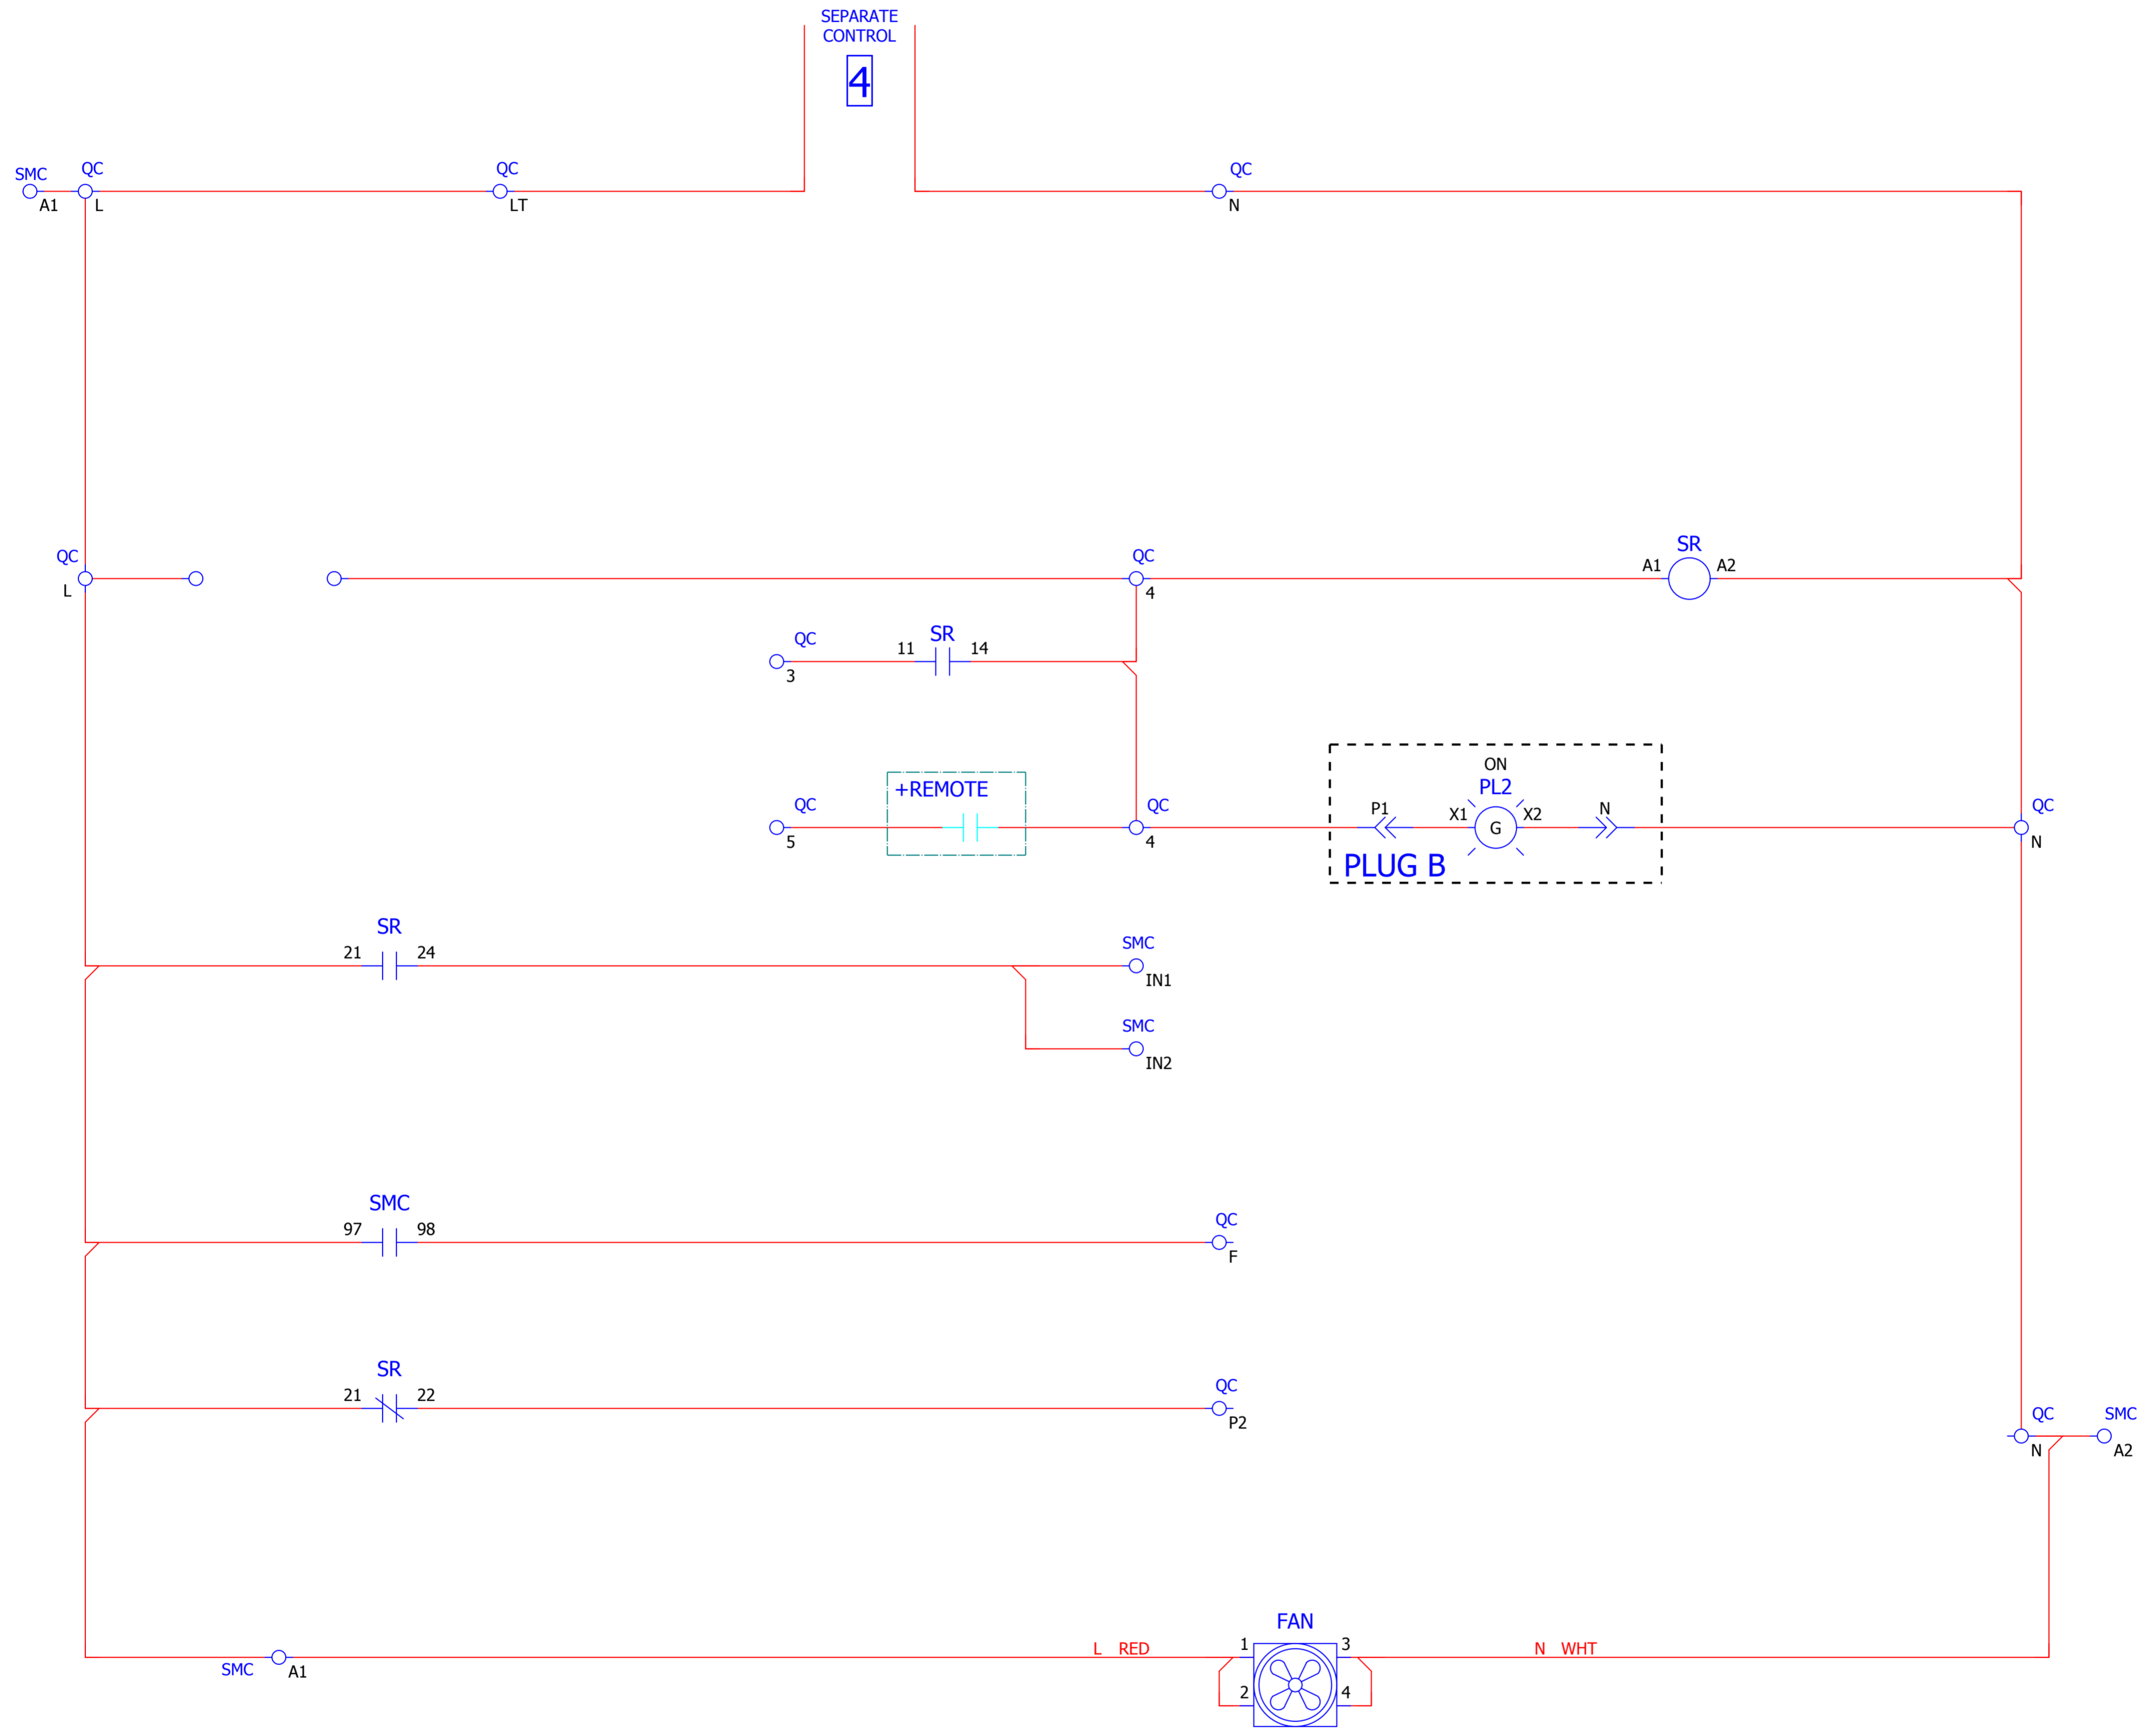 SEPARATE
CONTROL
4
SMC
A1
QC
L
QC
LT
QC
N
QC
L
QC
4
SR
A1
A2
QC
3
SR
11
14
QC
5
+REMOTE
QC
4
ON
PL2
P1
X1
G
X2
N
PLUG B
QC
N
SR
21
24
SMC
IN1
SMC
IN2
SMC
97
98
QC
F
SR
21
22
QC
P2
QC
N
SMC
A2
FAN
SMC
A1
L RED
1
3
N WHT
2
4